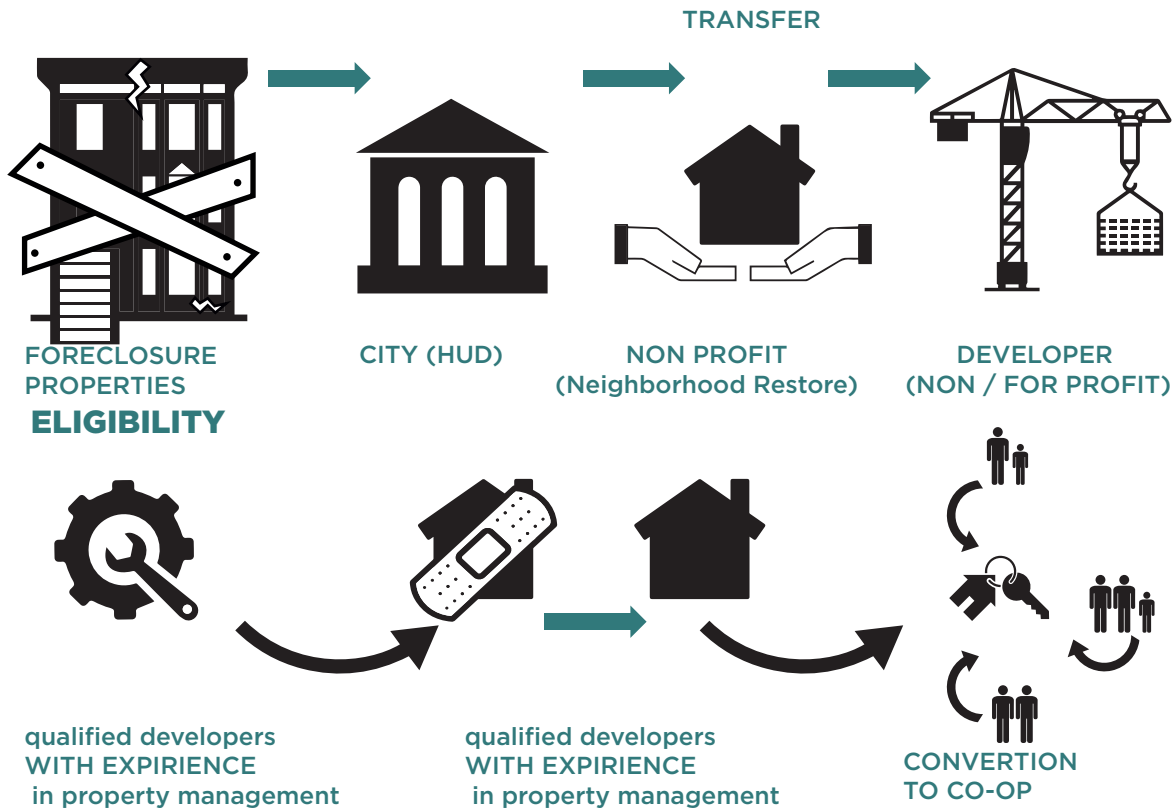 TRANSFER
FORECLOSURE
PROPERTIES
CITY (HUD)
NON PROFIT
(Neighborhood Restore)
DEVELOPER
(NON / FOR PROFIT)
ELIGIBILITY
qualified developers
WITH EXPIRIENCE
in property management
qualified developers
WITH EXPIRIENCE
in property management
CONVERTION
TO CO-OP